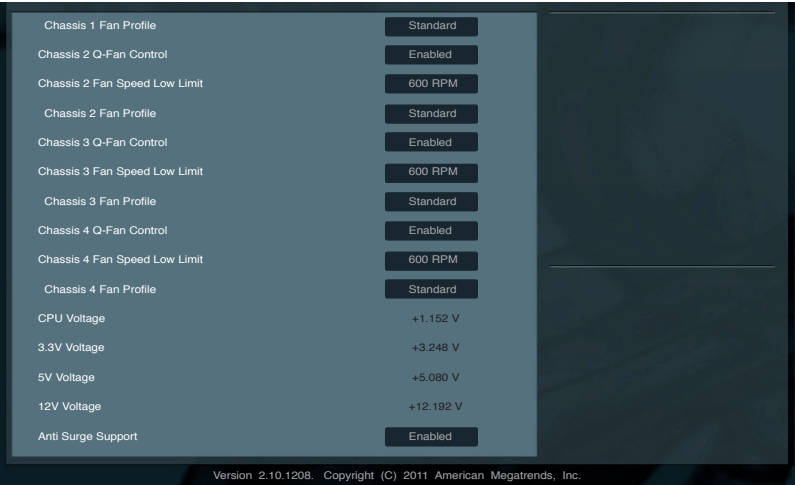 Chassis 1 Fan Profile Standard
Chassis 2 Q-Fan Control Enabled
Chassis 2 Fan Speed Low Limit 600 RPM
Chassis 2 Fan Profile Standard
Chassis 3 Q-Fan Control Enabled
Chassis 3 Fan Speed Low Limit 600 RPM
Chassis 3 Fan Profile Standard
Chassis 4 Q-Fan Control Enabled
Chassis 4 Fan Speed Low Limit 600 RPM
Chassis 4 Fan Profile Standard
CPU Voltage +1.152 V
3.3V Voltage +3.248 V
5V Voltage +5.080 V
12V Voltage +12.192 V
Anti Surge Support Enabled
Version 2.10.1208. Copyright (C) 2011 American Megatrends, Inc.